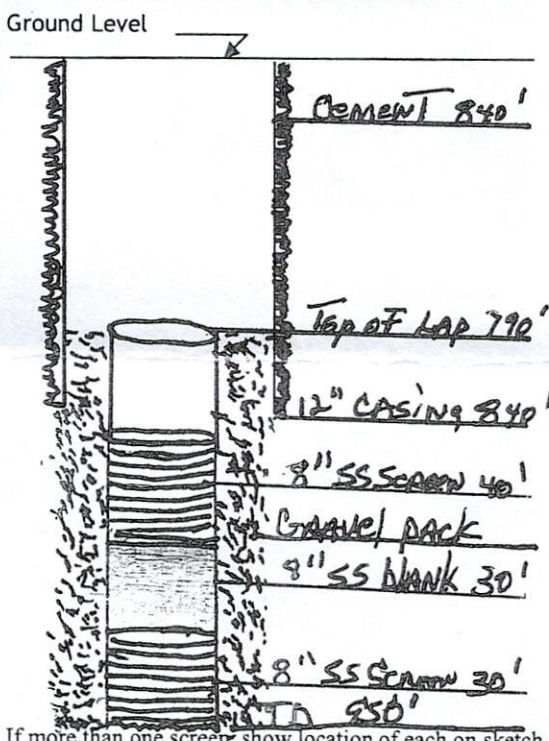 Ground Level
Cement 840'
Top of Lap 790'
12" Casing 840'
8" SS Screen 40'
Gravel pack
8" SS blank 30'
8" SS Screen 30'
TD 950'
If more than one screen, show location of each on sketch